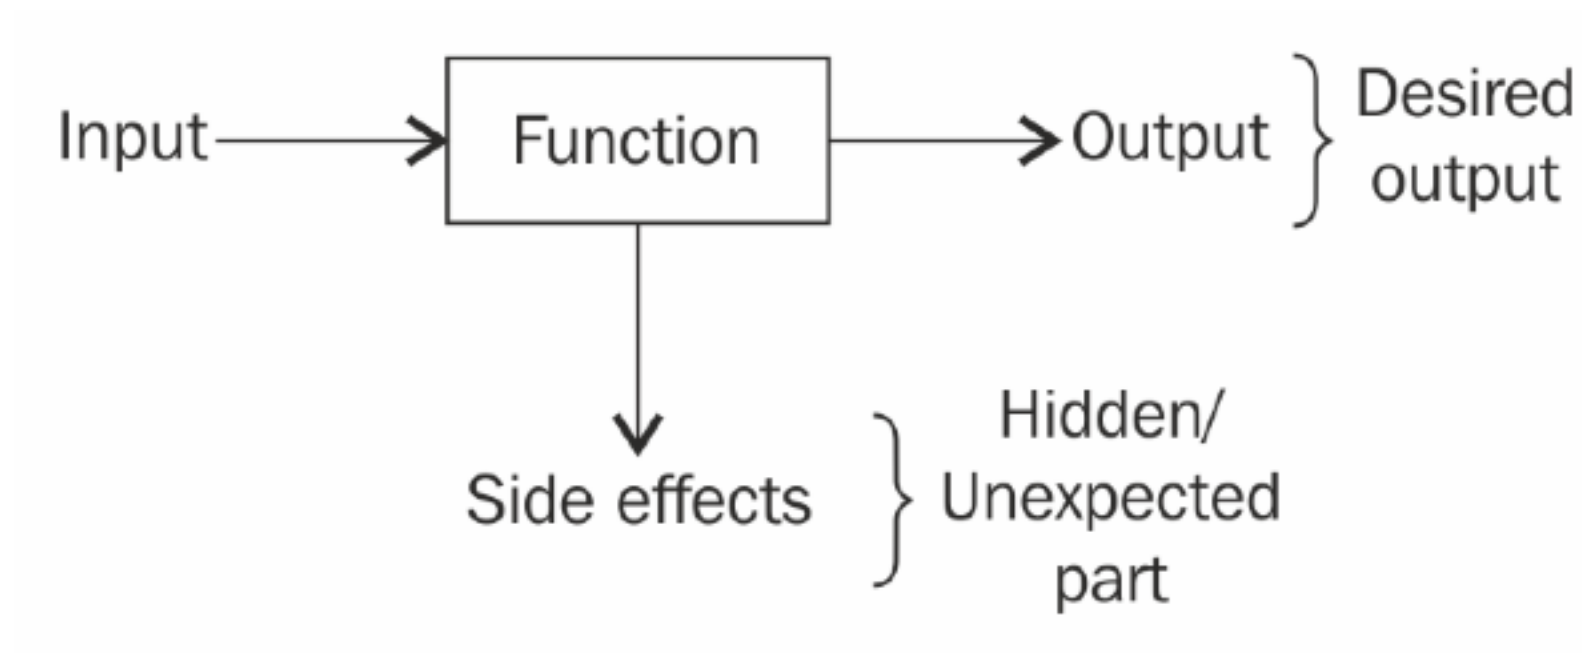 Input
Function
Output
Desired
output
Side effects
Hidden/
Unexpected
part